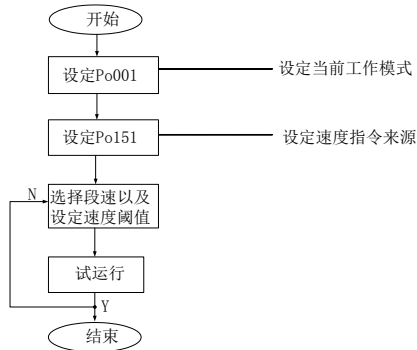 开始
设定Po001
设定当前工作模式
设定Po151
设定速度指令来源
N
选择段速以及
设定速度阈值
试运行
Y
结束